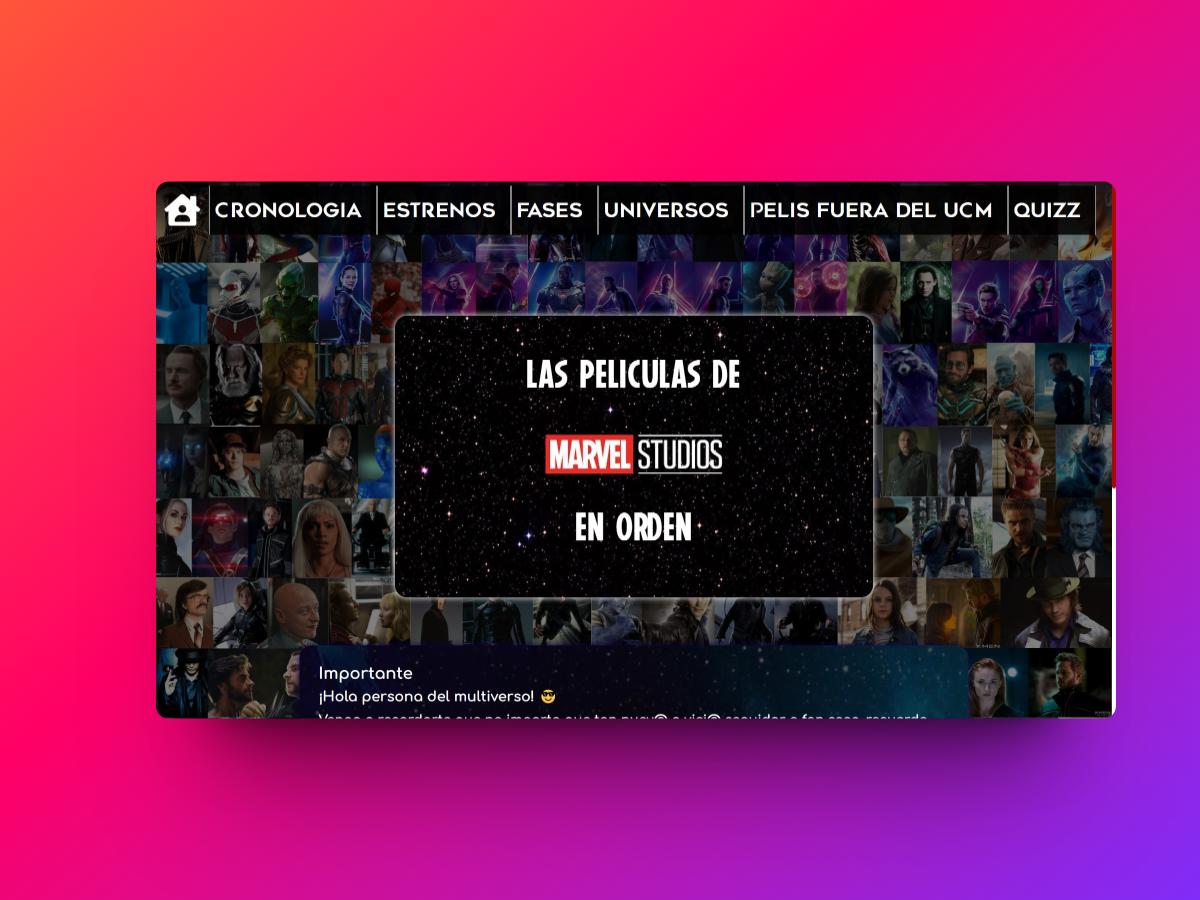 CRONOLOGIA ESTRENOS FASES UNIVERSOS PELIS FUERA DEL UCM QUIZZ
LAS PELICULAS DE
MARVEL STUDIOS
EN ORDEN
Importante
¡Hola persona del multiverso! 😎